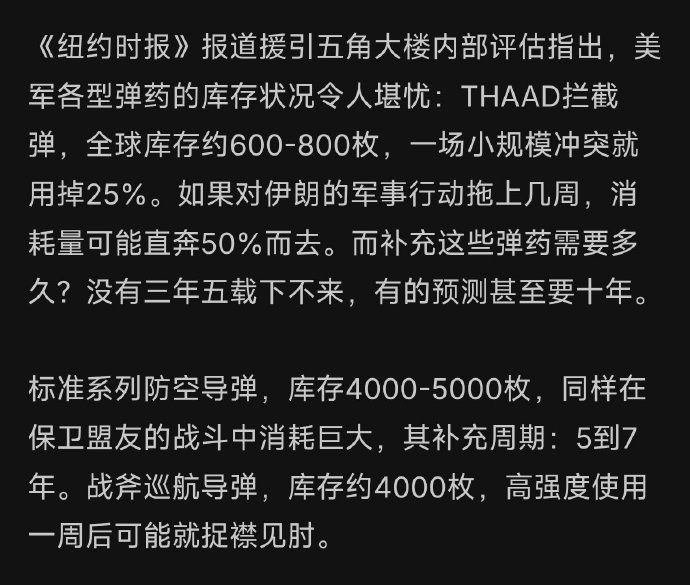 《纽约时报》报道援引五角大楼内部评估指出，美
军各型弹药的库存状况令人堪忧：THAAD拦截
弹，全球库存约600-800枚，一场小规模冲突就
用掉25%。如果对伊朗的军事行动拖上几周，消
耗量可能直奔50%而去。而补充这些弹药需要多
久？没有三年五载下不来，有的预测甚至要十年。
标准系列防空导弹，库存4000-5000枚，同样在
保卫盟友的战斗中消耗巨大，其补充周期：5到7
年。战斧巡航导弹，库存约4000枚，高强度使用
一周后可能就捉襟见肘。